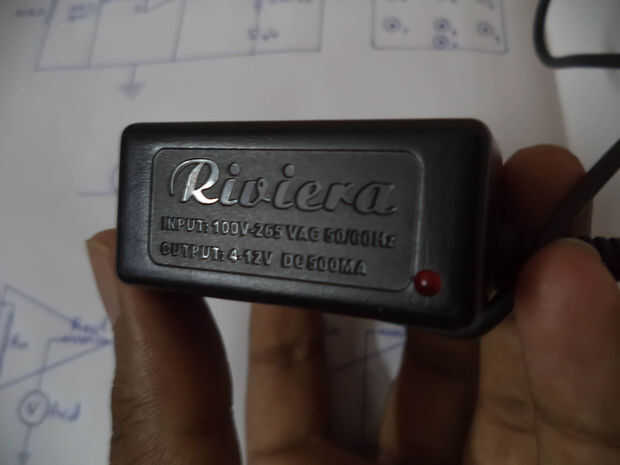 Riviera
INPUT: 100V-265 VAC 50/60Hz
OUTPUT: 4-12V DC 500MA